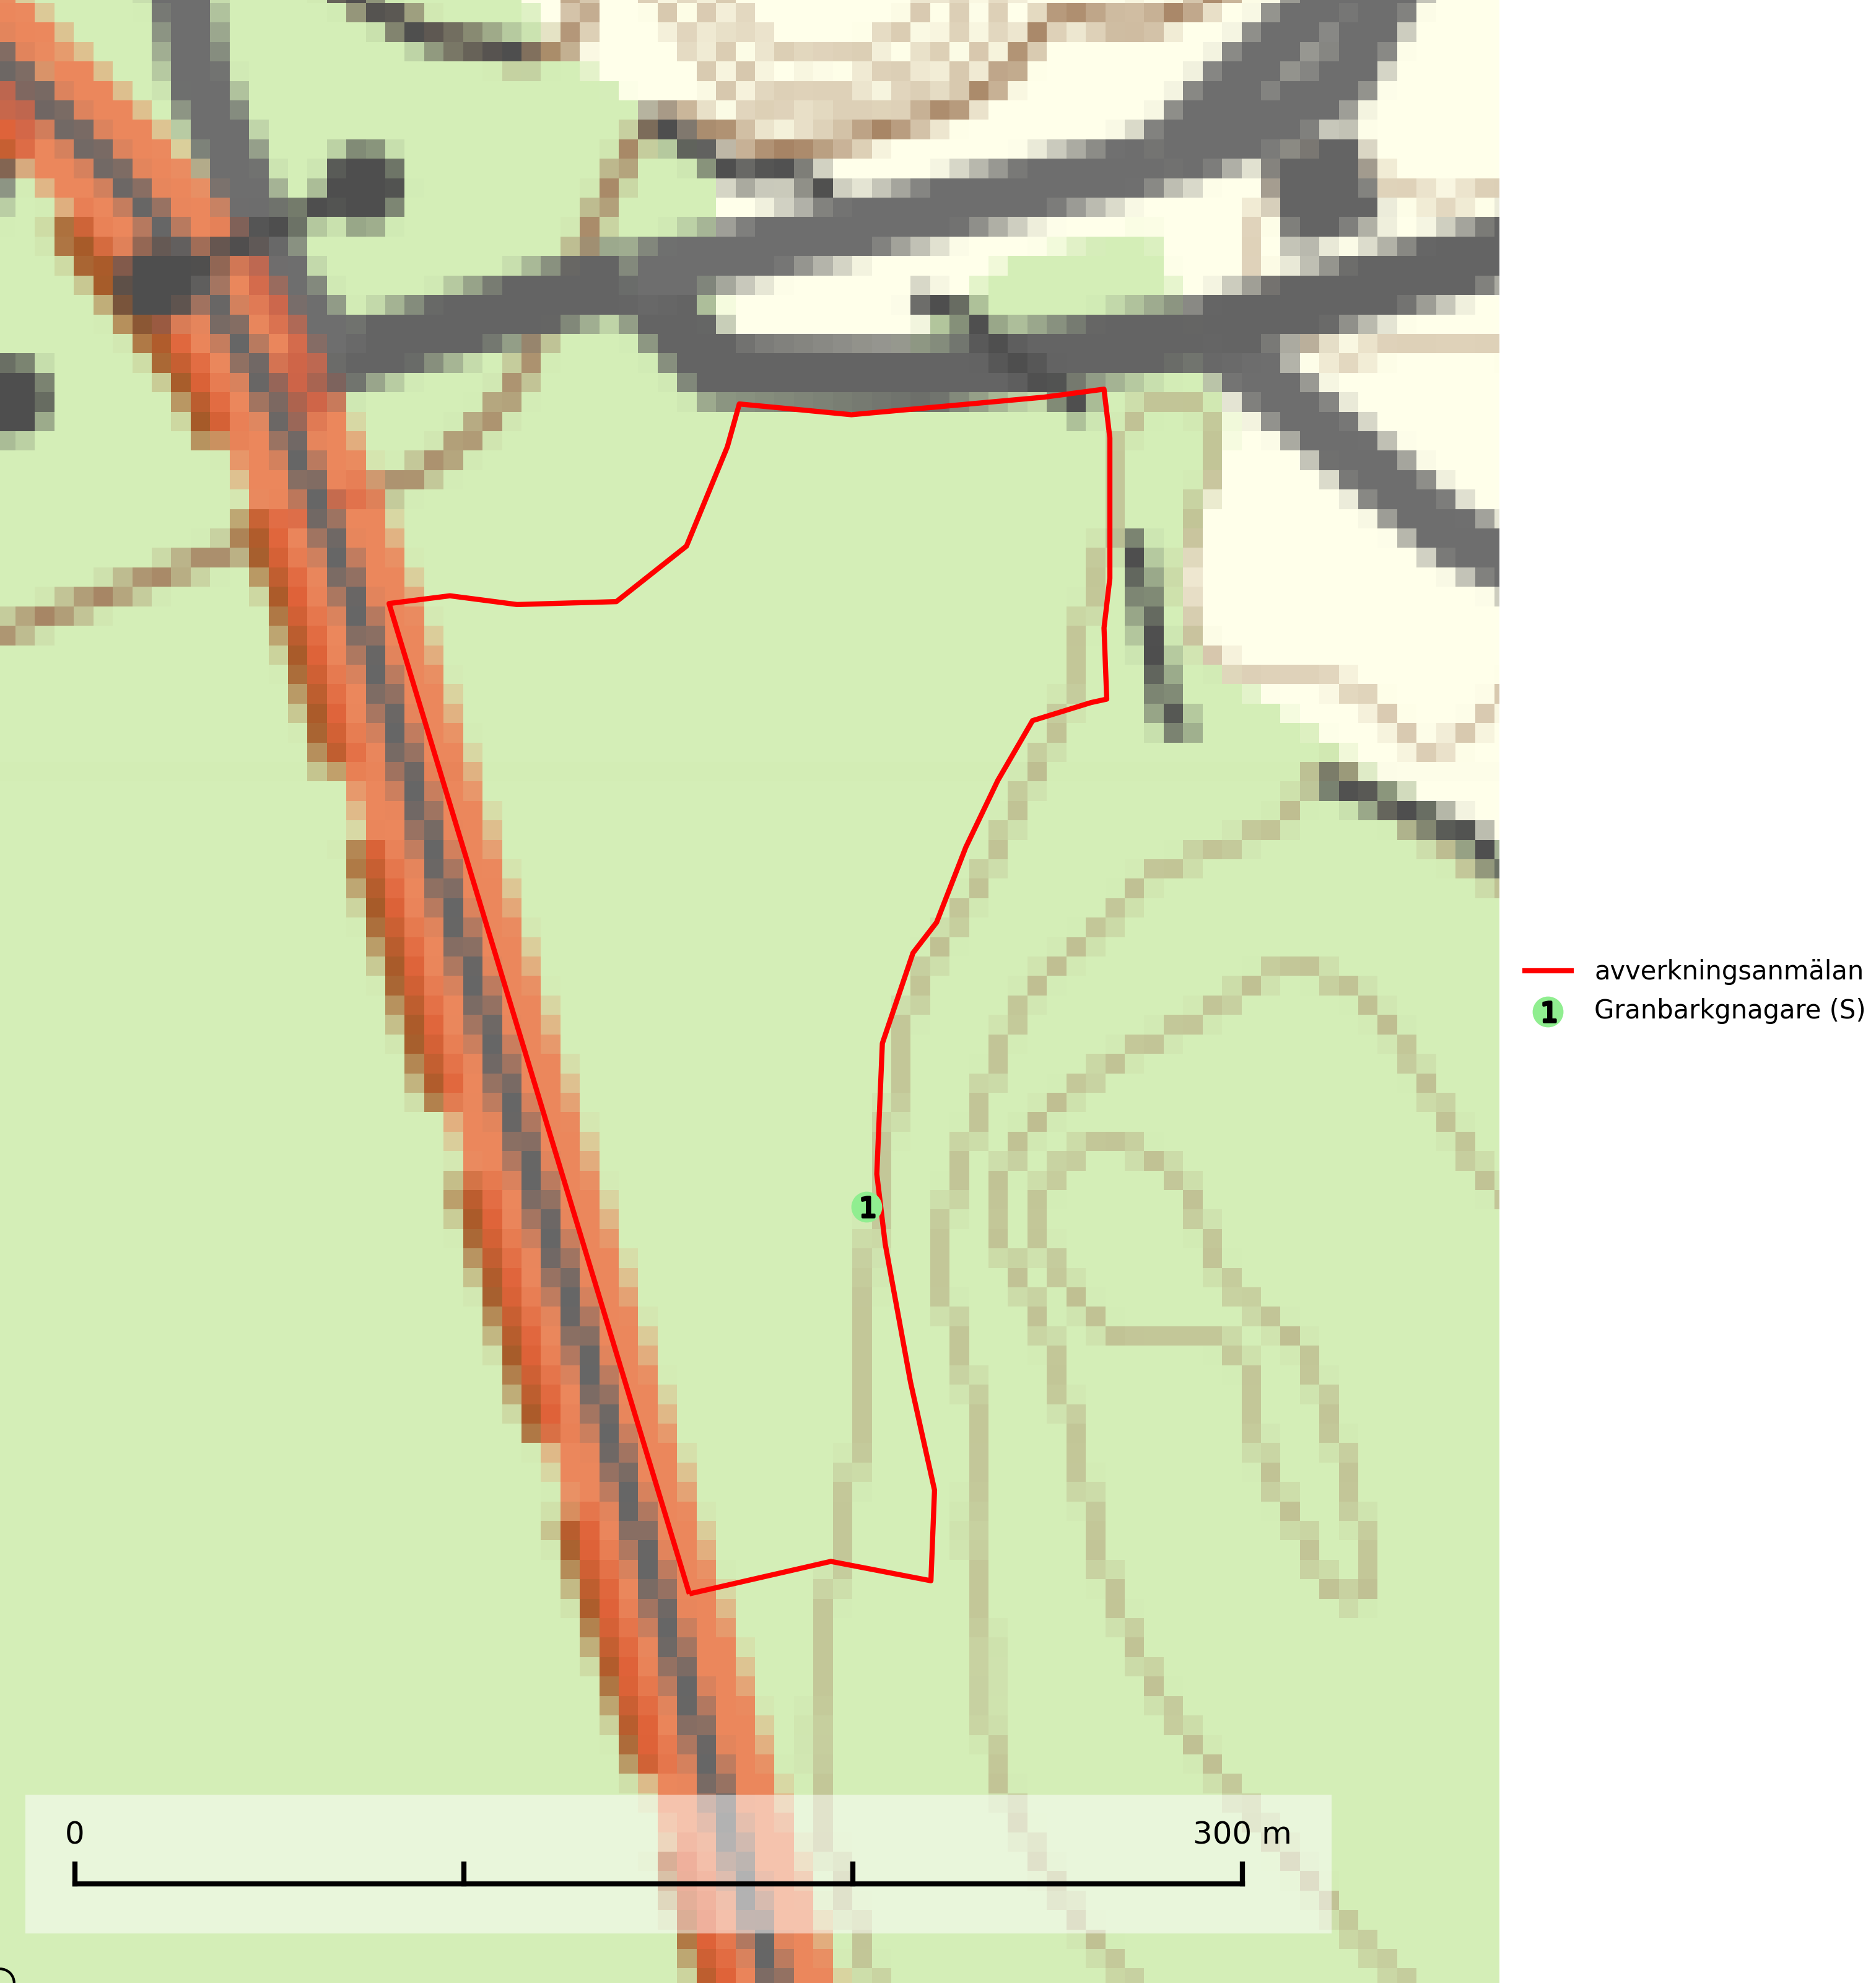 avverkningsanmälan
1 Granbarkgnagare (S)
1
0 300 m